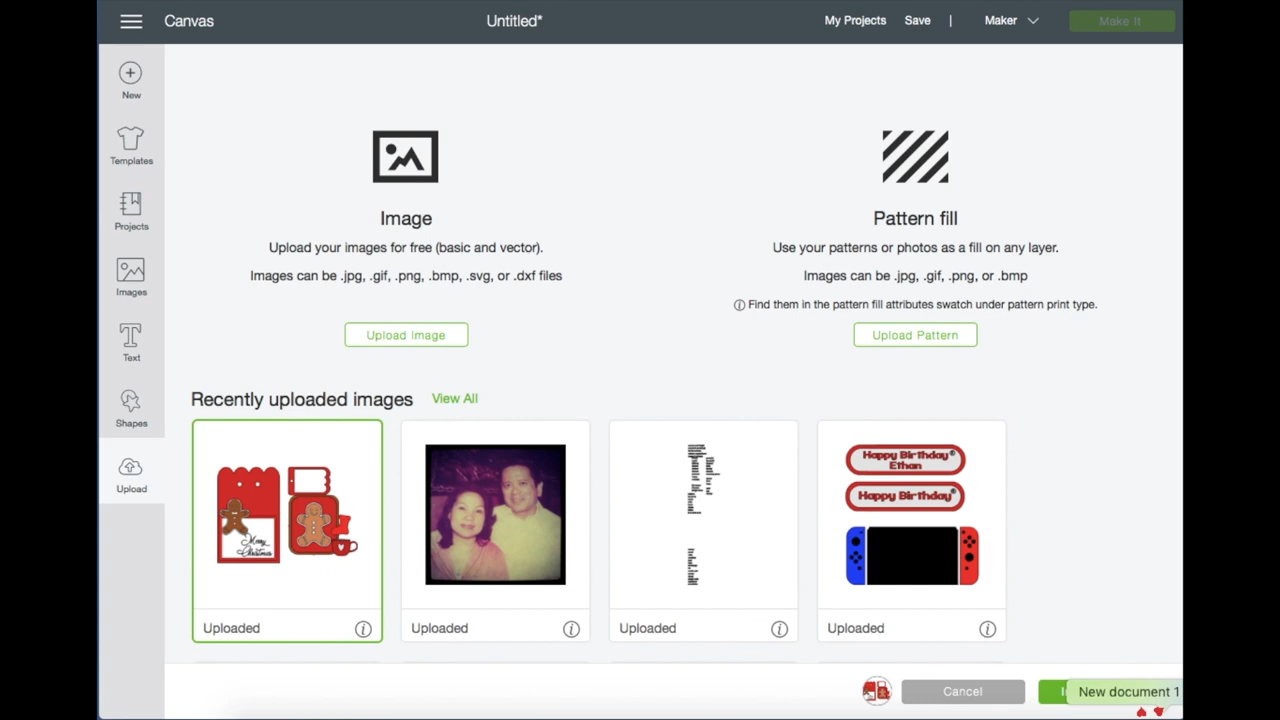 Canvas
Untitled*
My Projects Save | Maker
Make It
New
Templates
Projects
Images
Text
Shapes
Upload
Image
Upload your images for free (basic and vector).
Images can be .jpg, .gif, .png, .bmp, .svg, or .dxf files
Upload Image
Pattern fill
Use your patterns or photos as a fill on any layer.
Images can be .jpg, .gif, .png, or .bmp
Find them in the pattern fill attributes swatch under pattern print type.
Upload Pattern
Recently uploaded images View All
Merry
Christmas
Happy Birthday
Ethan
Happy Birthday
Uploaded
Uploaded
Uploaded
Uploaded
Cancel
New document 1